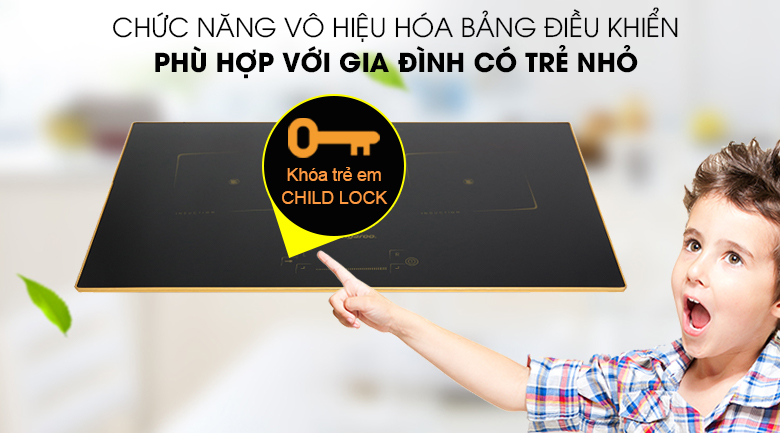 CHỨC NĂNG VÔ HIỆU HÓA BẢNG ĐIỀU KHIỂN
PHÙ HỢP VỚI GIA ĐÌNH CÓ TRẺ NHỎ
Khóa trẻ em
CHILD LOCK